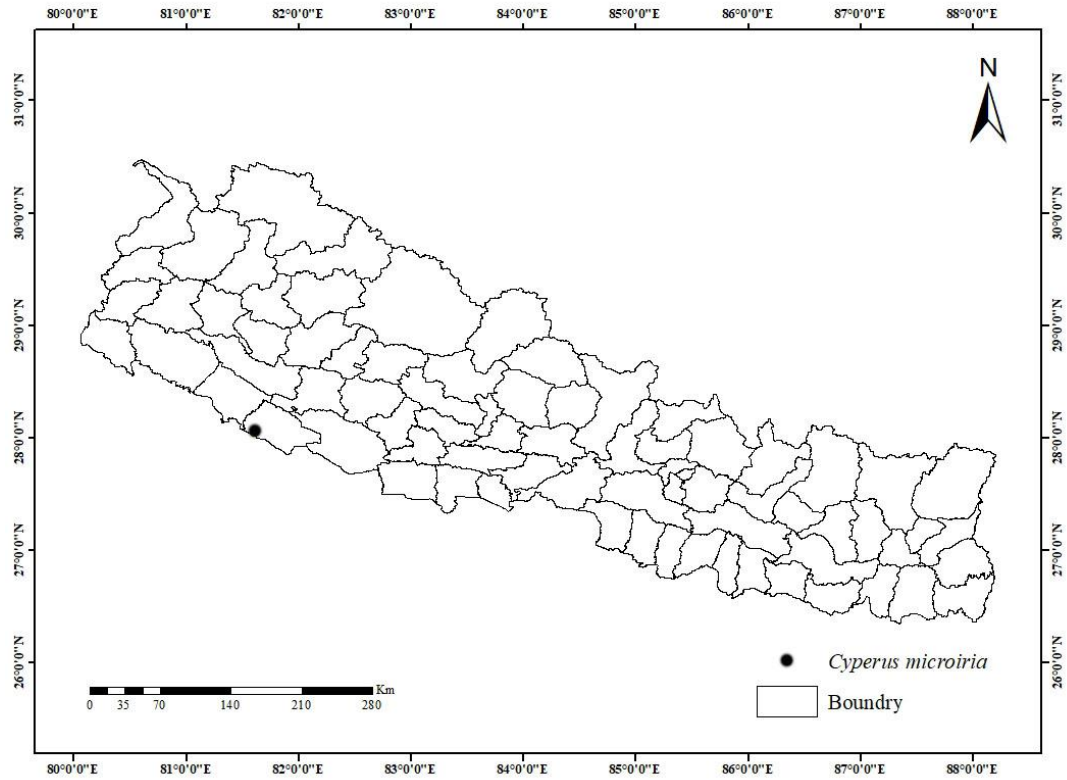 80°0'0"E 81°0'0"E 82°0'0"E 83°0'0"E 84°0'0"E 85°0'0"E 86°0'0"E 87°0'0"E 88°0'0"E
N
31°0'0"N 31°0'0"N
30°0'0"N 30°0'0"N
29°0'0"N 29°0'0"N
28°0'0"N 28°0'0"N
27°0'0"N 27°0'0"N
26°0'0"N 26°0'0"N
Cyperus microiria
Boundry
Km
0 35 70 140 210 280
80°0'0"E 81°0'0"E 82°0'0"E 83°0'0"E 84°0'0"E 85°0'0"E 86°0'0"E 87°0'0"E 88°0'0"E